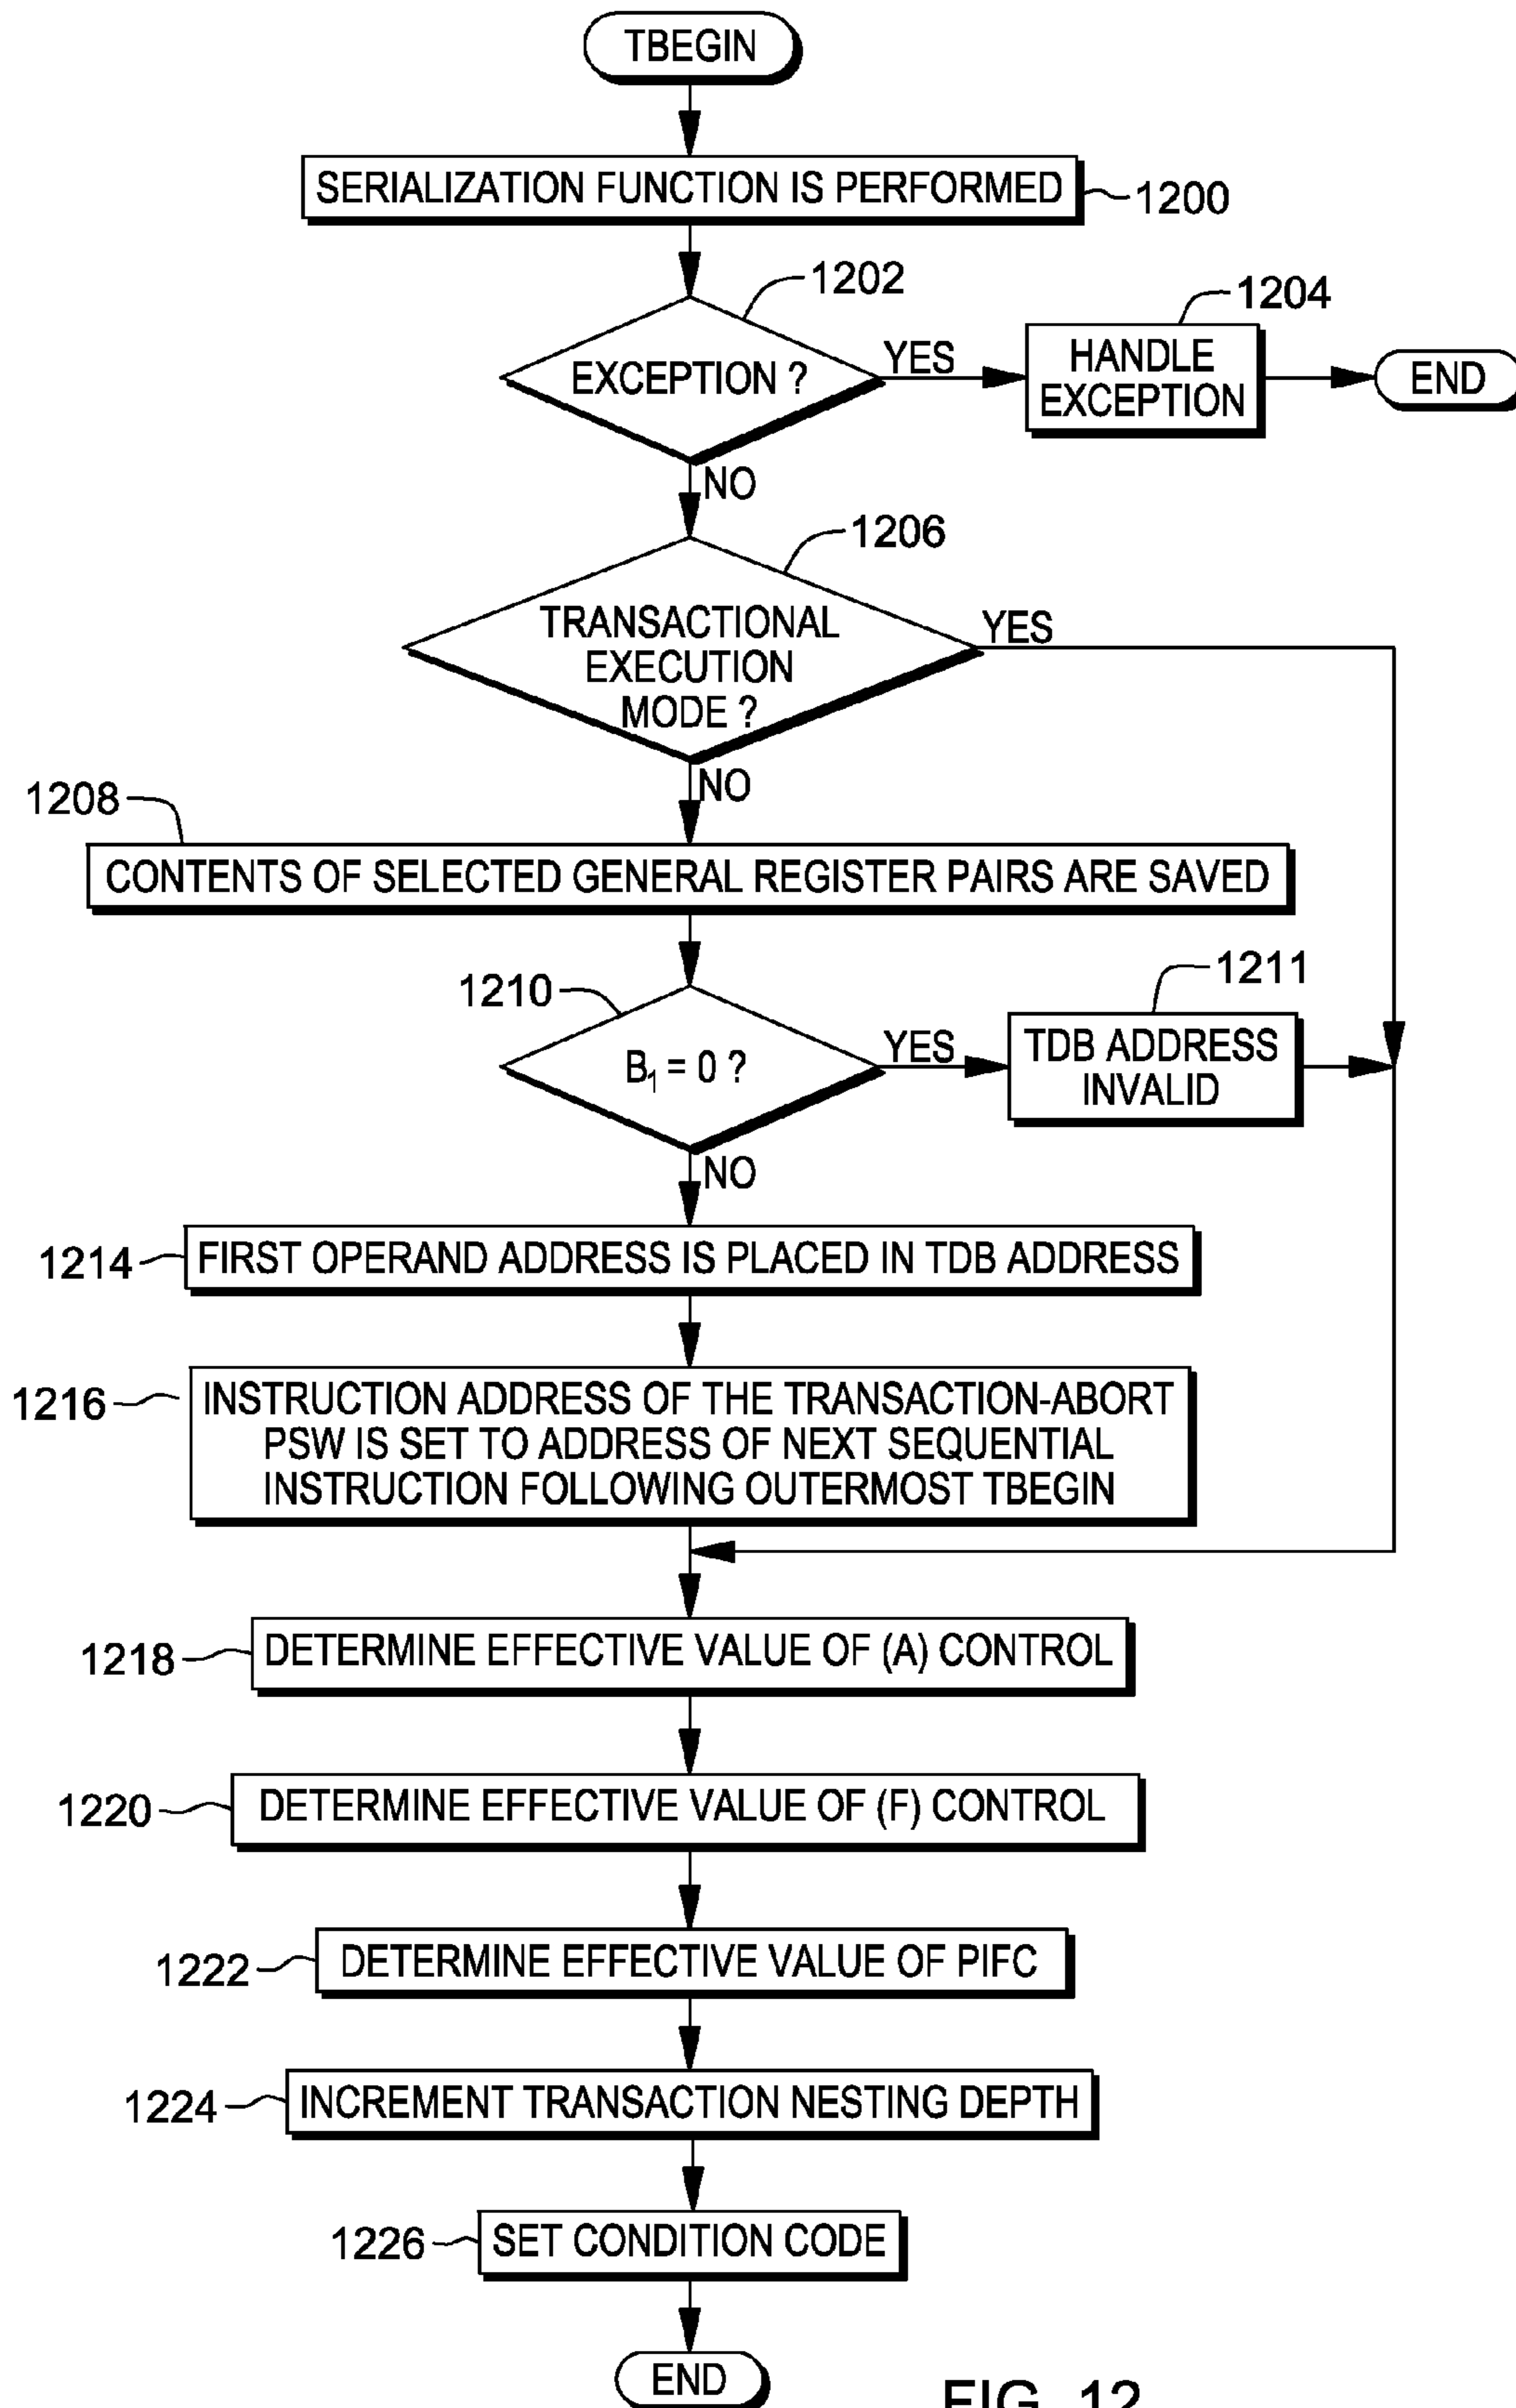 TBEGIN
SERIALIZATION FUNCTION IS PERFORMED
1200
1202
EXCEPTION ?
YES
1204
HANDLE
EXCEPTION
END
NO
1206
TRANSACTIONAL
EXECUTION
MODE ?
YES
NO
1208
CONTENTS OF SELECTED GENERAL REGISTER PAIRS ARE SAVED
1210
B₁ = 0 ?
YES
1211
TDB ADDRESS
INVALID
NO
1214
FIRST OPERAND ADDRESS IS PLACED IN TDB ADDRESS
1216
INSTRUCTION ADDRESS OF THE TRANSACTION-ABORT
PSW IS SET TO ADDRESS OF NEXT SEQUENTIAL
INSTRUCTION FOLLOWING OUTERMOST TBEGIN
1218
DETERMINE EFFECTIVE VALUE OF (A) CONTROL
1220
DETERMINE EFFECTIVE VALUE OF (F) CONTROL
1222
DETERMINE EFFECTIVE VALUE OF PIFC
1224
INCREMENT TRANSACTION NESTING DEPTH
1226
SET CONDITION CODE
END
FIG. 12